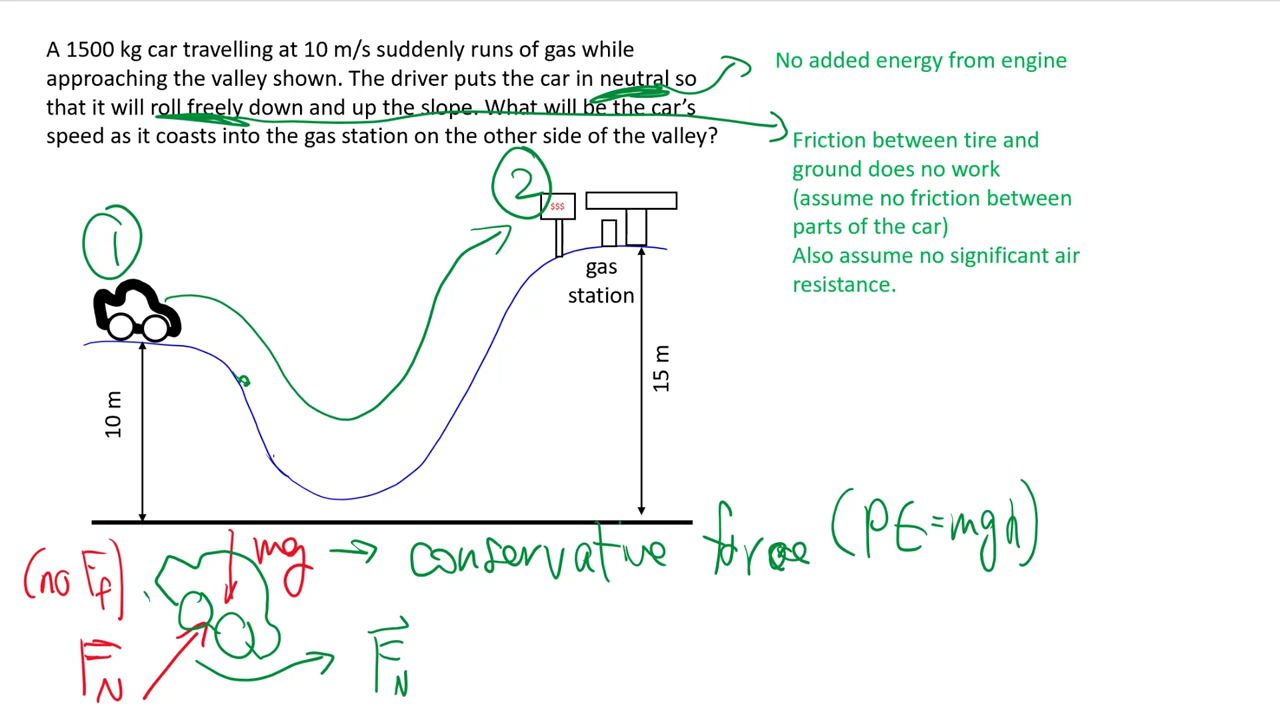 A 1500 kg car travelling at 10 m/s suddenly runs of gas while
approaching the valley shown. The driver puts the car in neutral so
that it will roll freely down and up the slope. What will be the car's
speed as it coasts into the gas station on the other side of the valley?
No added energy from engine
Friction between tire and
ground does no work
(assume no friction between
parts of the car)
Also assume no significant air
resistance.
1
2
$$$
gas
station
10 m
15 m
(no Ff)
mg → conservative force (PE=mgh)
FN
FN